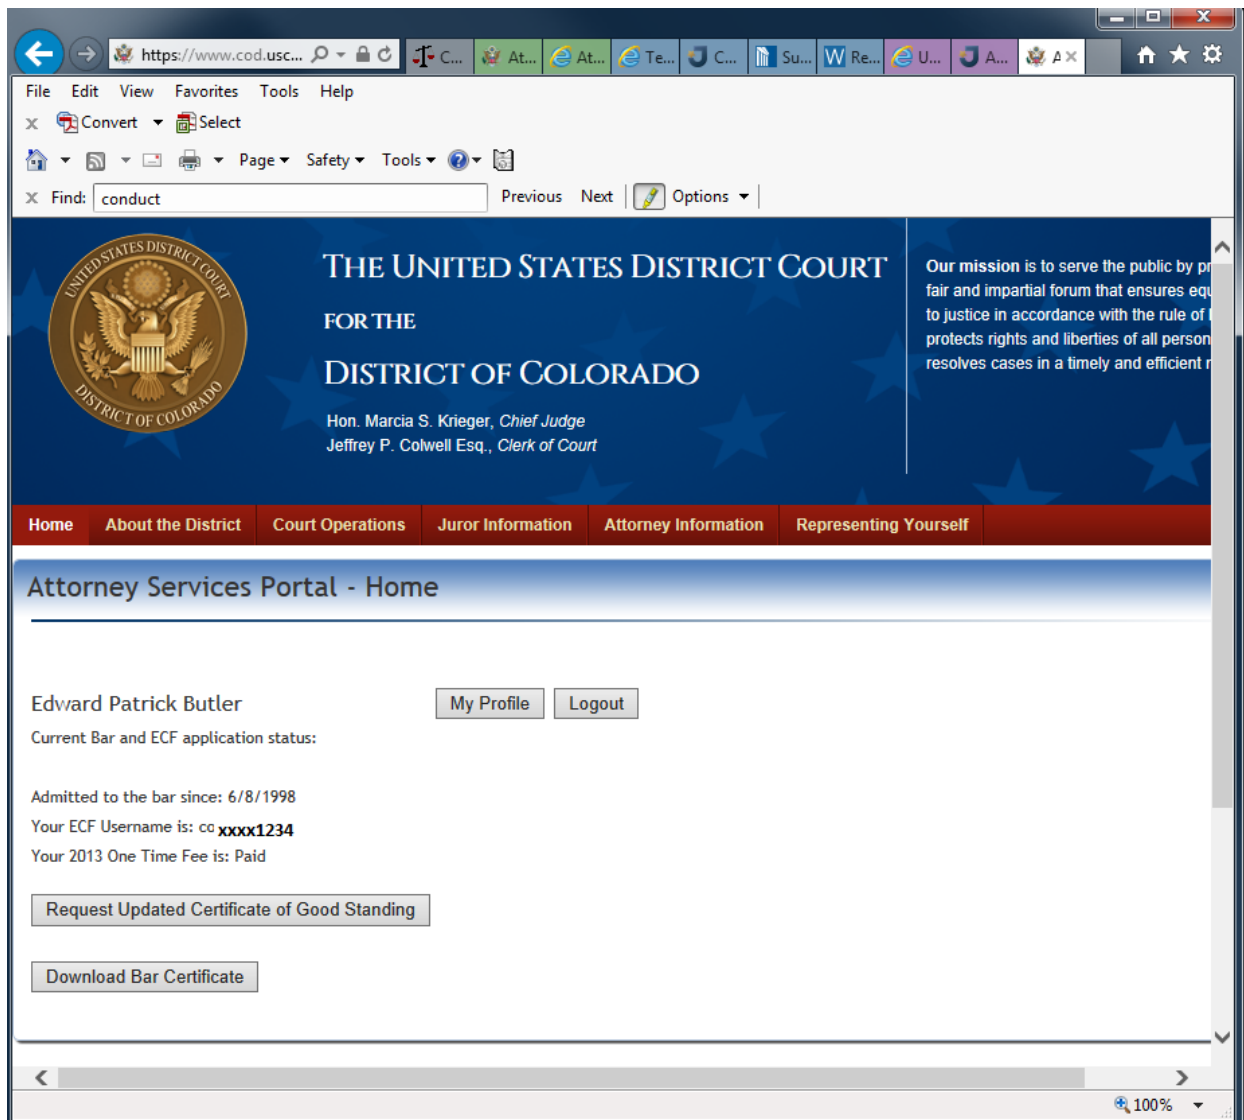 https://www.cod.usc...
C...
At...
At...
Te...
C...
Su...
Re...
U...
A...
A
File Edit View Favorites Tools Help
Convert Select
Page Safety Tools
Find: conduct Previous Next Options
UNITED STATES DISTRICT COURT
DISTRICT OF COLORADO
THE UNITED STATES DISTRICT COURT
FOR THE
DISTRICT OF COLORADO
Hon. Marcia S. Krieger, Chief Judge
Jeffrey P. Colwell Esq., Clerk of Court
Our mission is to serve the public by pr
fair and impartial forum that ensures equ
to justice in accordance with the rule of l
protects rights and liberties of all person
resolves cases in a timely and efficient
Home About the District Court Operations Juror Information Attorney Information Representing Yourself
Attorney Services Portal - Home
Edward Patrick Butler My Profile Logout
Current Bar and ECF application status:
Admitted to the bar since: 6/8/1998
Your ECF Username is: co xxxx1234
Your 2013 One Time Fee is: Paid
Request Updated Certificate of Good Standing
Download Bar Certificate
100%